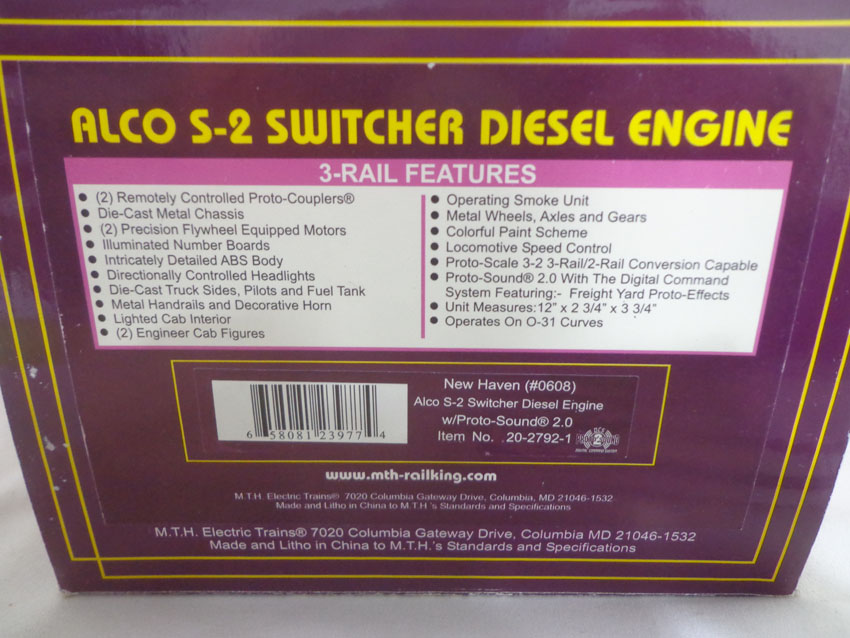 ALCO S-2 SWITCHER DIESEL ENGINE
3-RAIL FEATURES
• (2) Remotely Controlled Proto-Couplers®
• Die-Cast Metal Chassis
• (2) Precision Flywheel Equipped Motors
• Illuminated Number Boards
• Intricately Detailed ABS Body
• Directionally Controlled Headlights
• Die-Cast Truck Sides, Pilots and Fuel Tank
• Metal Handrails and Decorative Horn
• Lighted Cab Interior
• (2) Engineer Cab Figures
• Operating Smoke Unit
• Metal Wheels, Axles and Gears
• Colorful Paint Scheme
• Locomotive Speed Control
• Proto-Scale 3-2 3-Rail/2-Rail Conversion Capable
• Proto-Sound® 2.0 With The Digital Command
System Featuring:- Freight Yard Proto-Effects
• Unit Measures:12" x 2 3/4" x 3 3/4"
• Operates On O-31 Curves
6 58081 23977 4
New Haven (#0608)
Alco S-2 Switcher Diesel Engine
w/Proto-Sound® 2.0
Item No. 20-2792-1
www.mth-railking.com
M.T.H. Electric Trains® 7020 Columbia Gateway Drive, Columbia, MD 21046-1532
Made and Litho in China to M.T.H 's Standards and Specifications
M.T.H. Electric Trains® 7020 Columbia Gateway Drive, Columbia MD 21046-1532
Made and Litho in China to M.T.H.'s Standards and Specifications